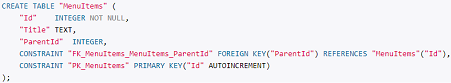 CREATE TABLE "MenuItems" (
"Id" INTEGER NOT NULL,
"Title" TEXT,
"ParentId" INTEGER,
CONSTRAINT "FK_MenuItems_MenuItems_ParentId" FOREIGN KEY("ParentId") REFERENCES "MenuItems"("Id"),
CONSTRAINT "PK_MenuItems" PRIMARY KEY("Id" AUTOINCREMENT)
);